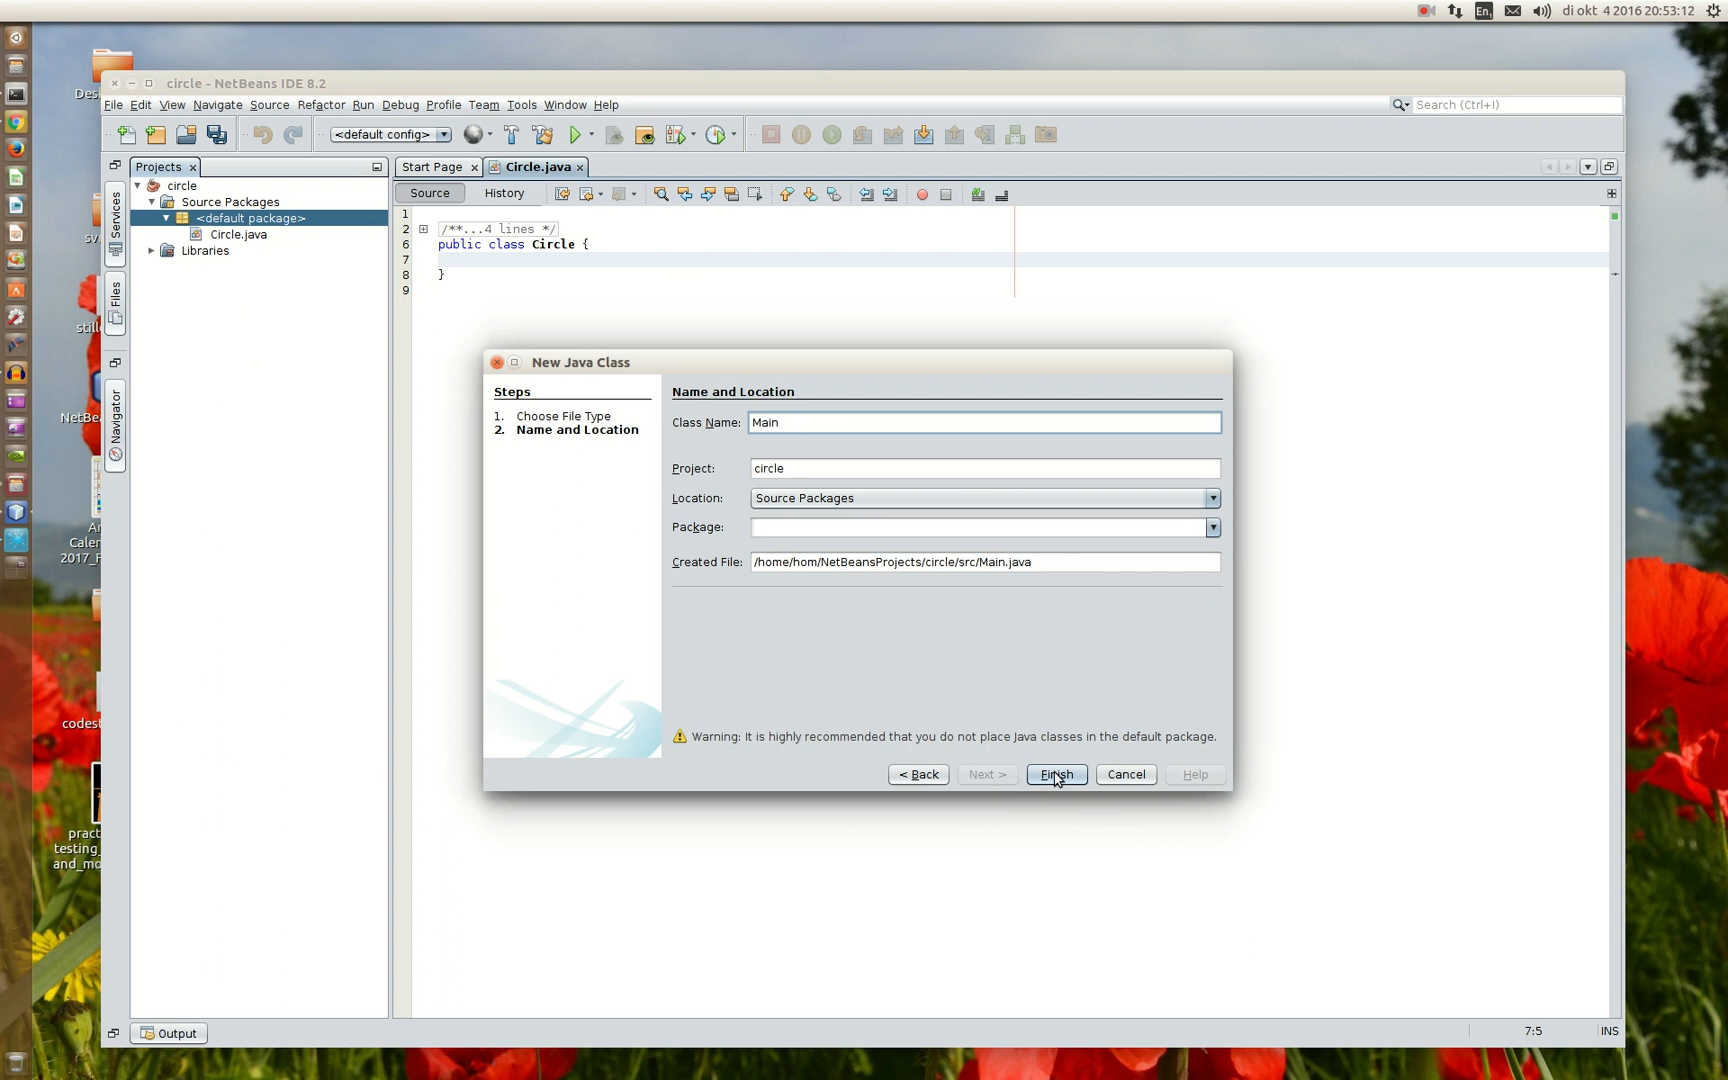 En
di okt 4 2016 20:53:12
circle - NetBeans IDE 8.2
File Edit View Navigate Source Refactor Run Debug Profile Team Tools Window Help
Search (Ctrl+I)
<default config>
Projects
Start Page
Circle.java
Source
History
circle
Source Packages
<default package>
Circle.java
Libraries
Services
Files
Navigator
1
2 /**...4 lines */
6 public class Circle {
7
8 }
9
New Java Class
Steps
1. Choose File Type
2. Name and Location
Name and Location
Class Name: Main
Project: circle
Location: Source Packages
Package:
Created File: /home/hom/NetBeansProjects/circle/src/Main.java
Warning: It is highly recommended that you do not place Java classes in the default package.
< Back
Next >
Finish
Cancel
Help
Output
7:5
INS
2017
testing